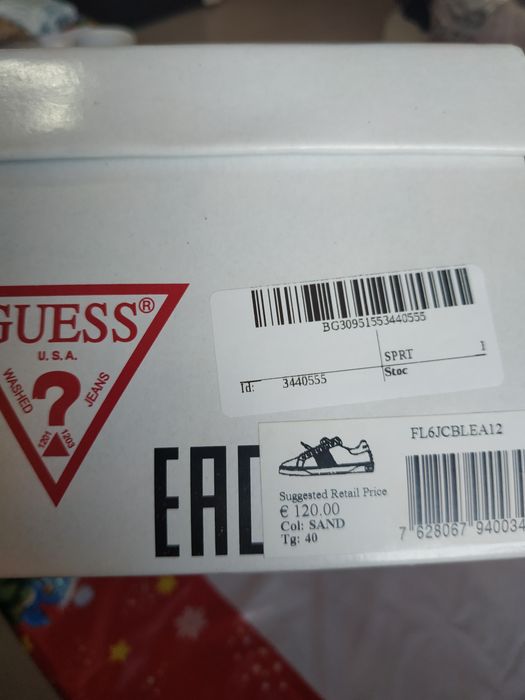 GUESS®
U.S.A.
WASHED
?
JEANS
1201 1203
BG30951553440555
SPRT 1
Id: 3440555
Stoc
EAC
FL6JCBLEA12
Suggested Retail Price
€ 120.00
Col: SAND
Tg: 40
7 628067 940034